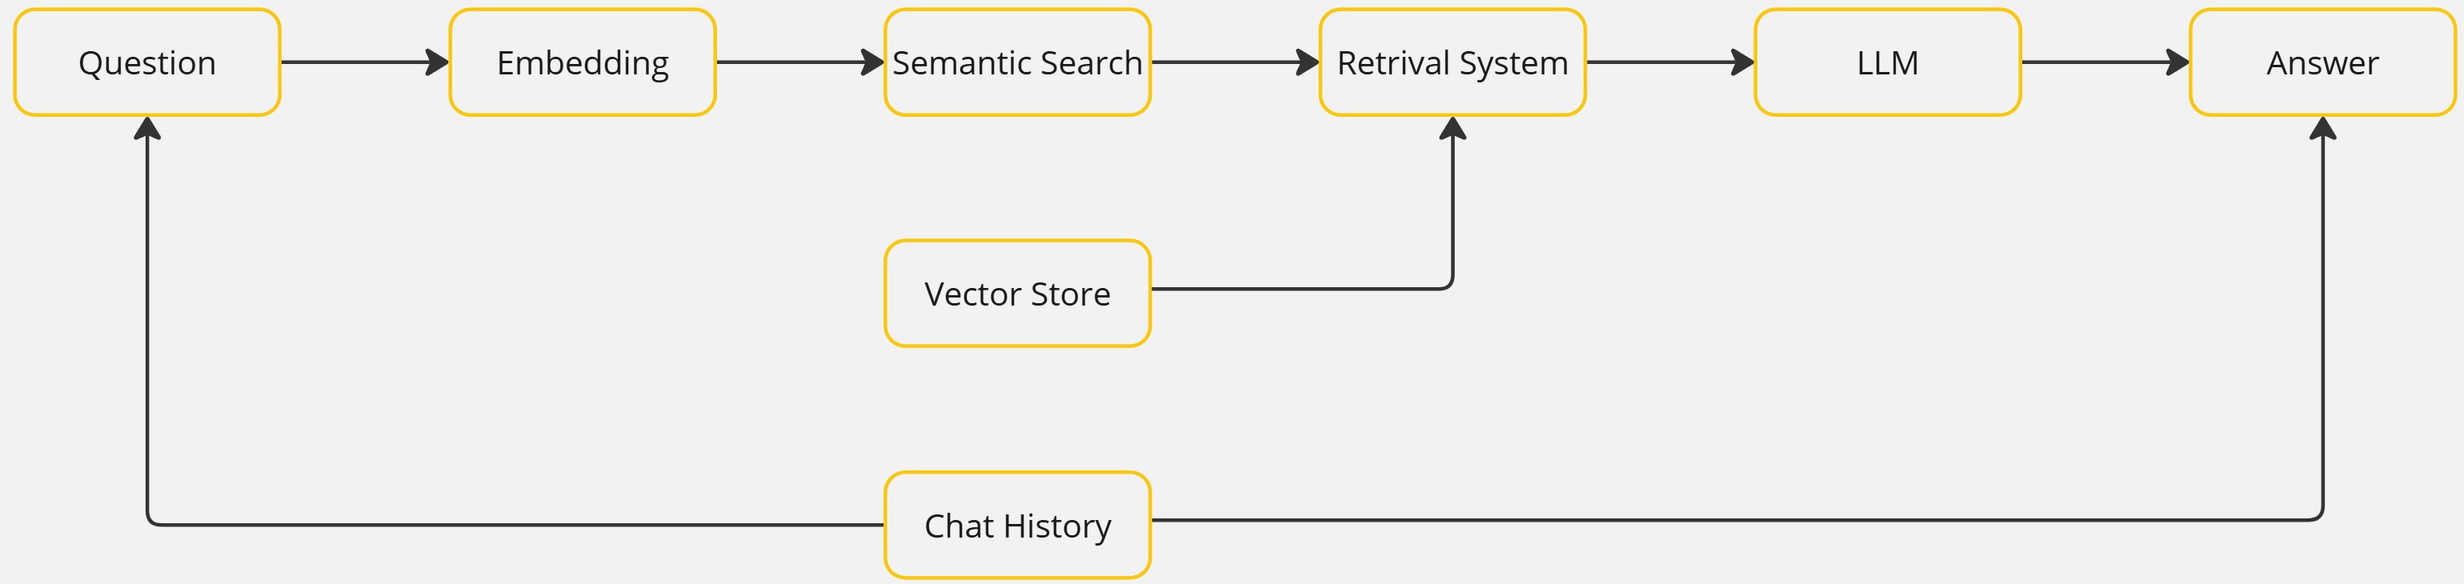 Question
Embedding
Semantic Search
Retrival System
LLM
Answer
Vector Store
Chat History